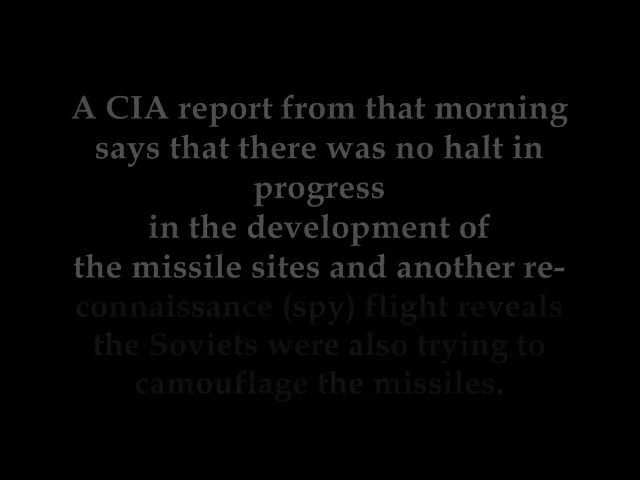 A CIA report from that morning
says that there was no halt in
progress
in the development of
the missile sites and another re-
connaissance (spy) flight reveals
the Soviets were also trying to
camouflage the missiles.